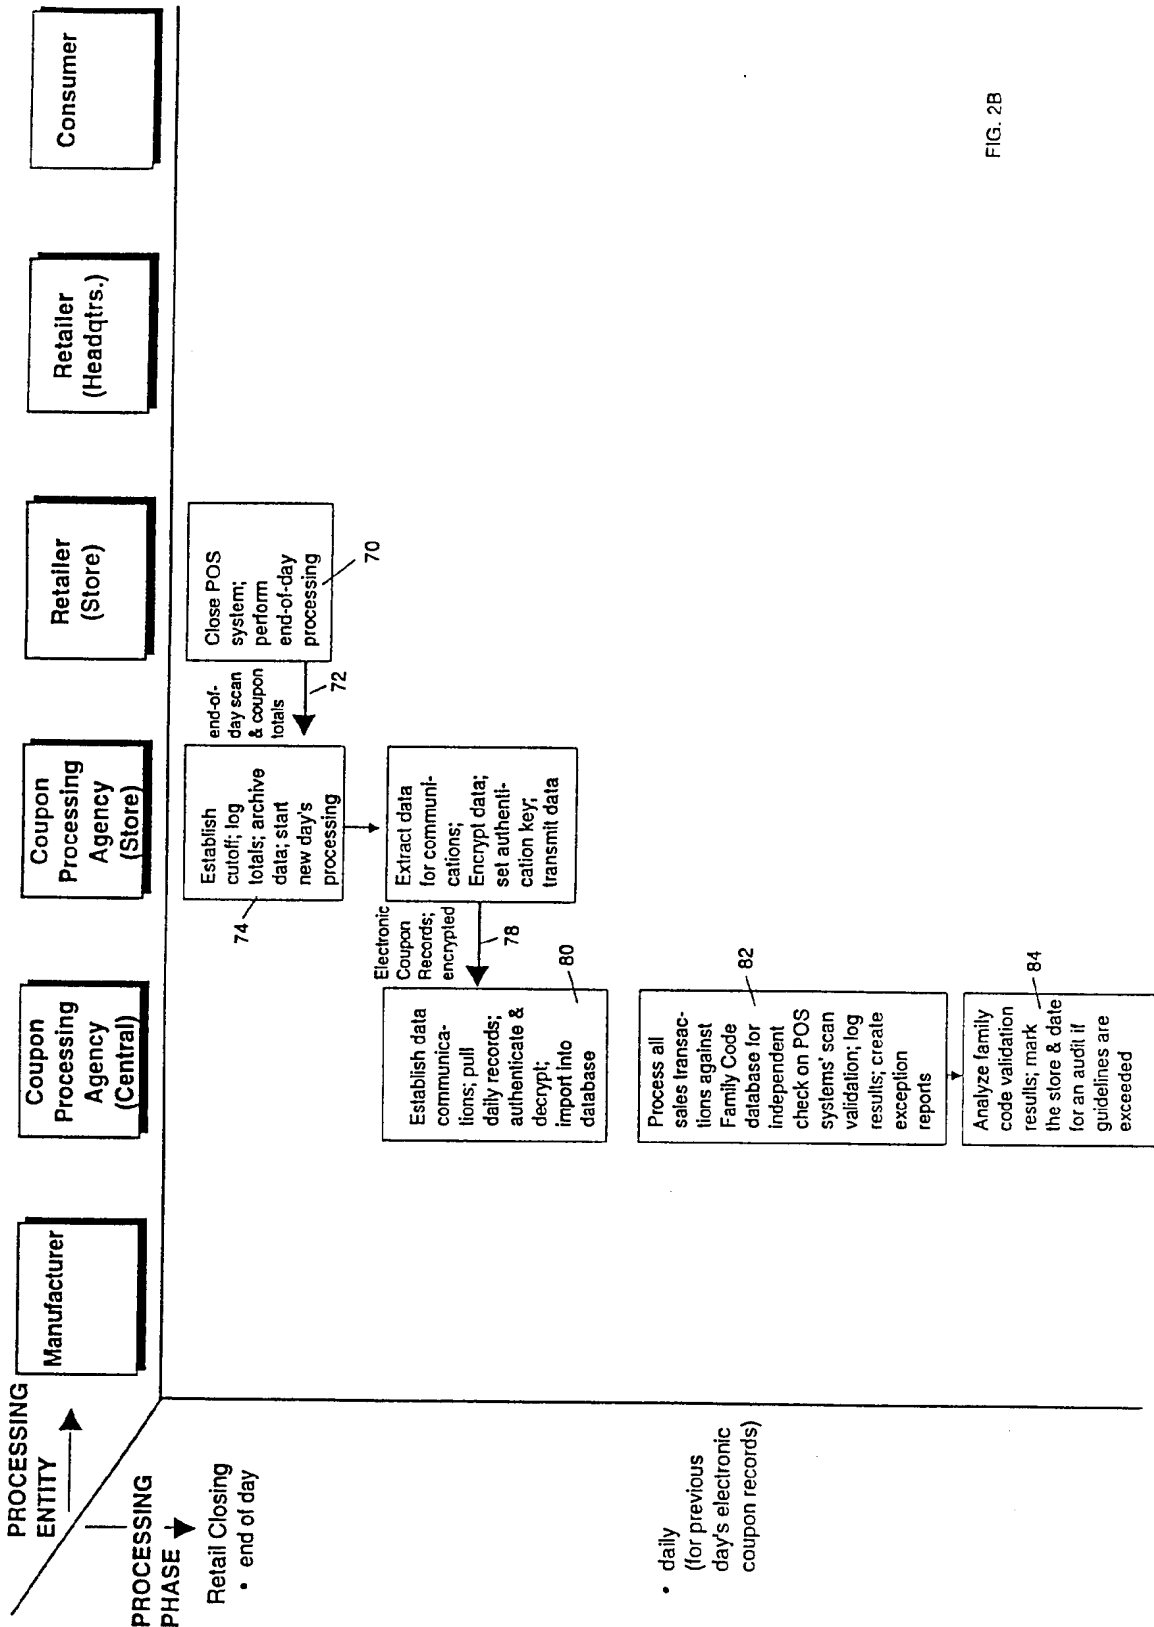 PROCESSING
ENTITY
PROCESSING
PHASE
Manufacturer
Coupon
Processing
Agency
(Central)
Coupon
Processing
Agency
(Store)
Retailer
(Store)
Retailer
(Headqtrs.)
Consumer
Retail Closing
• end of day
Close POS
system;
perform
end-of-day
processing
70
end-of-
day scan
& coupon
totals
72
Establish
cutoff; log
totals; archive
data; start
new day's
processing
74
Extract data
for communi-
cations;
Encrypt data;
set authenti-
cation key;
transmit data
Electronic
Coupon
Records;
encrypted
78
Establish data
communica-
tions; pull
daily records;
authenticate &
decrypt;
import into
database
80
• daily
(for previous
day's electronic
coupon records)
Process all
sales transac-
tions against
Family Code
database for
independent
check on POS
systems' scan
validation; log
results; create
exception
reports
82
Analyze family
code validation
results; mark
the store & date
for an audit if
guidelines are
exceeded
84
FIG. 2B